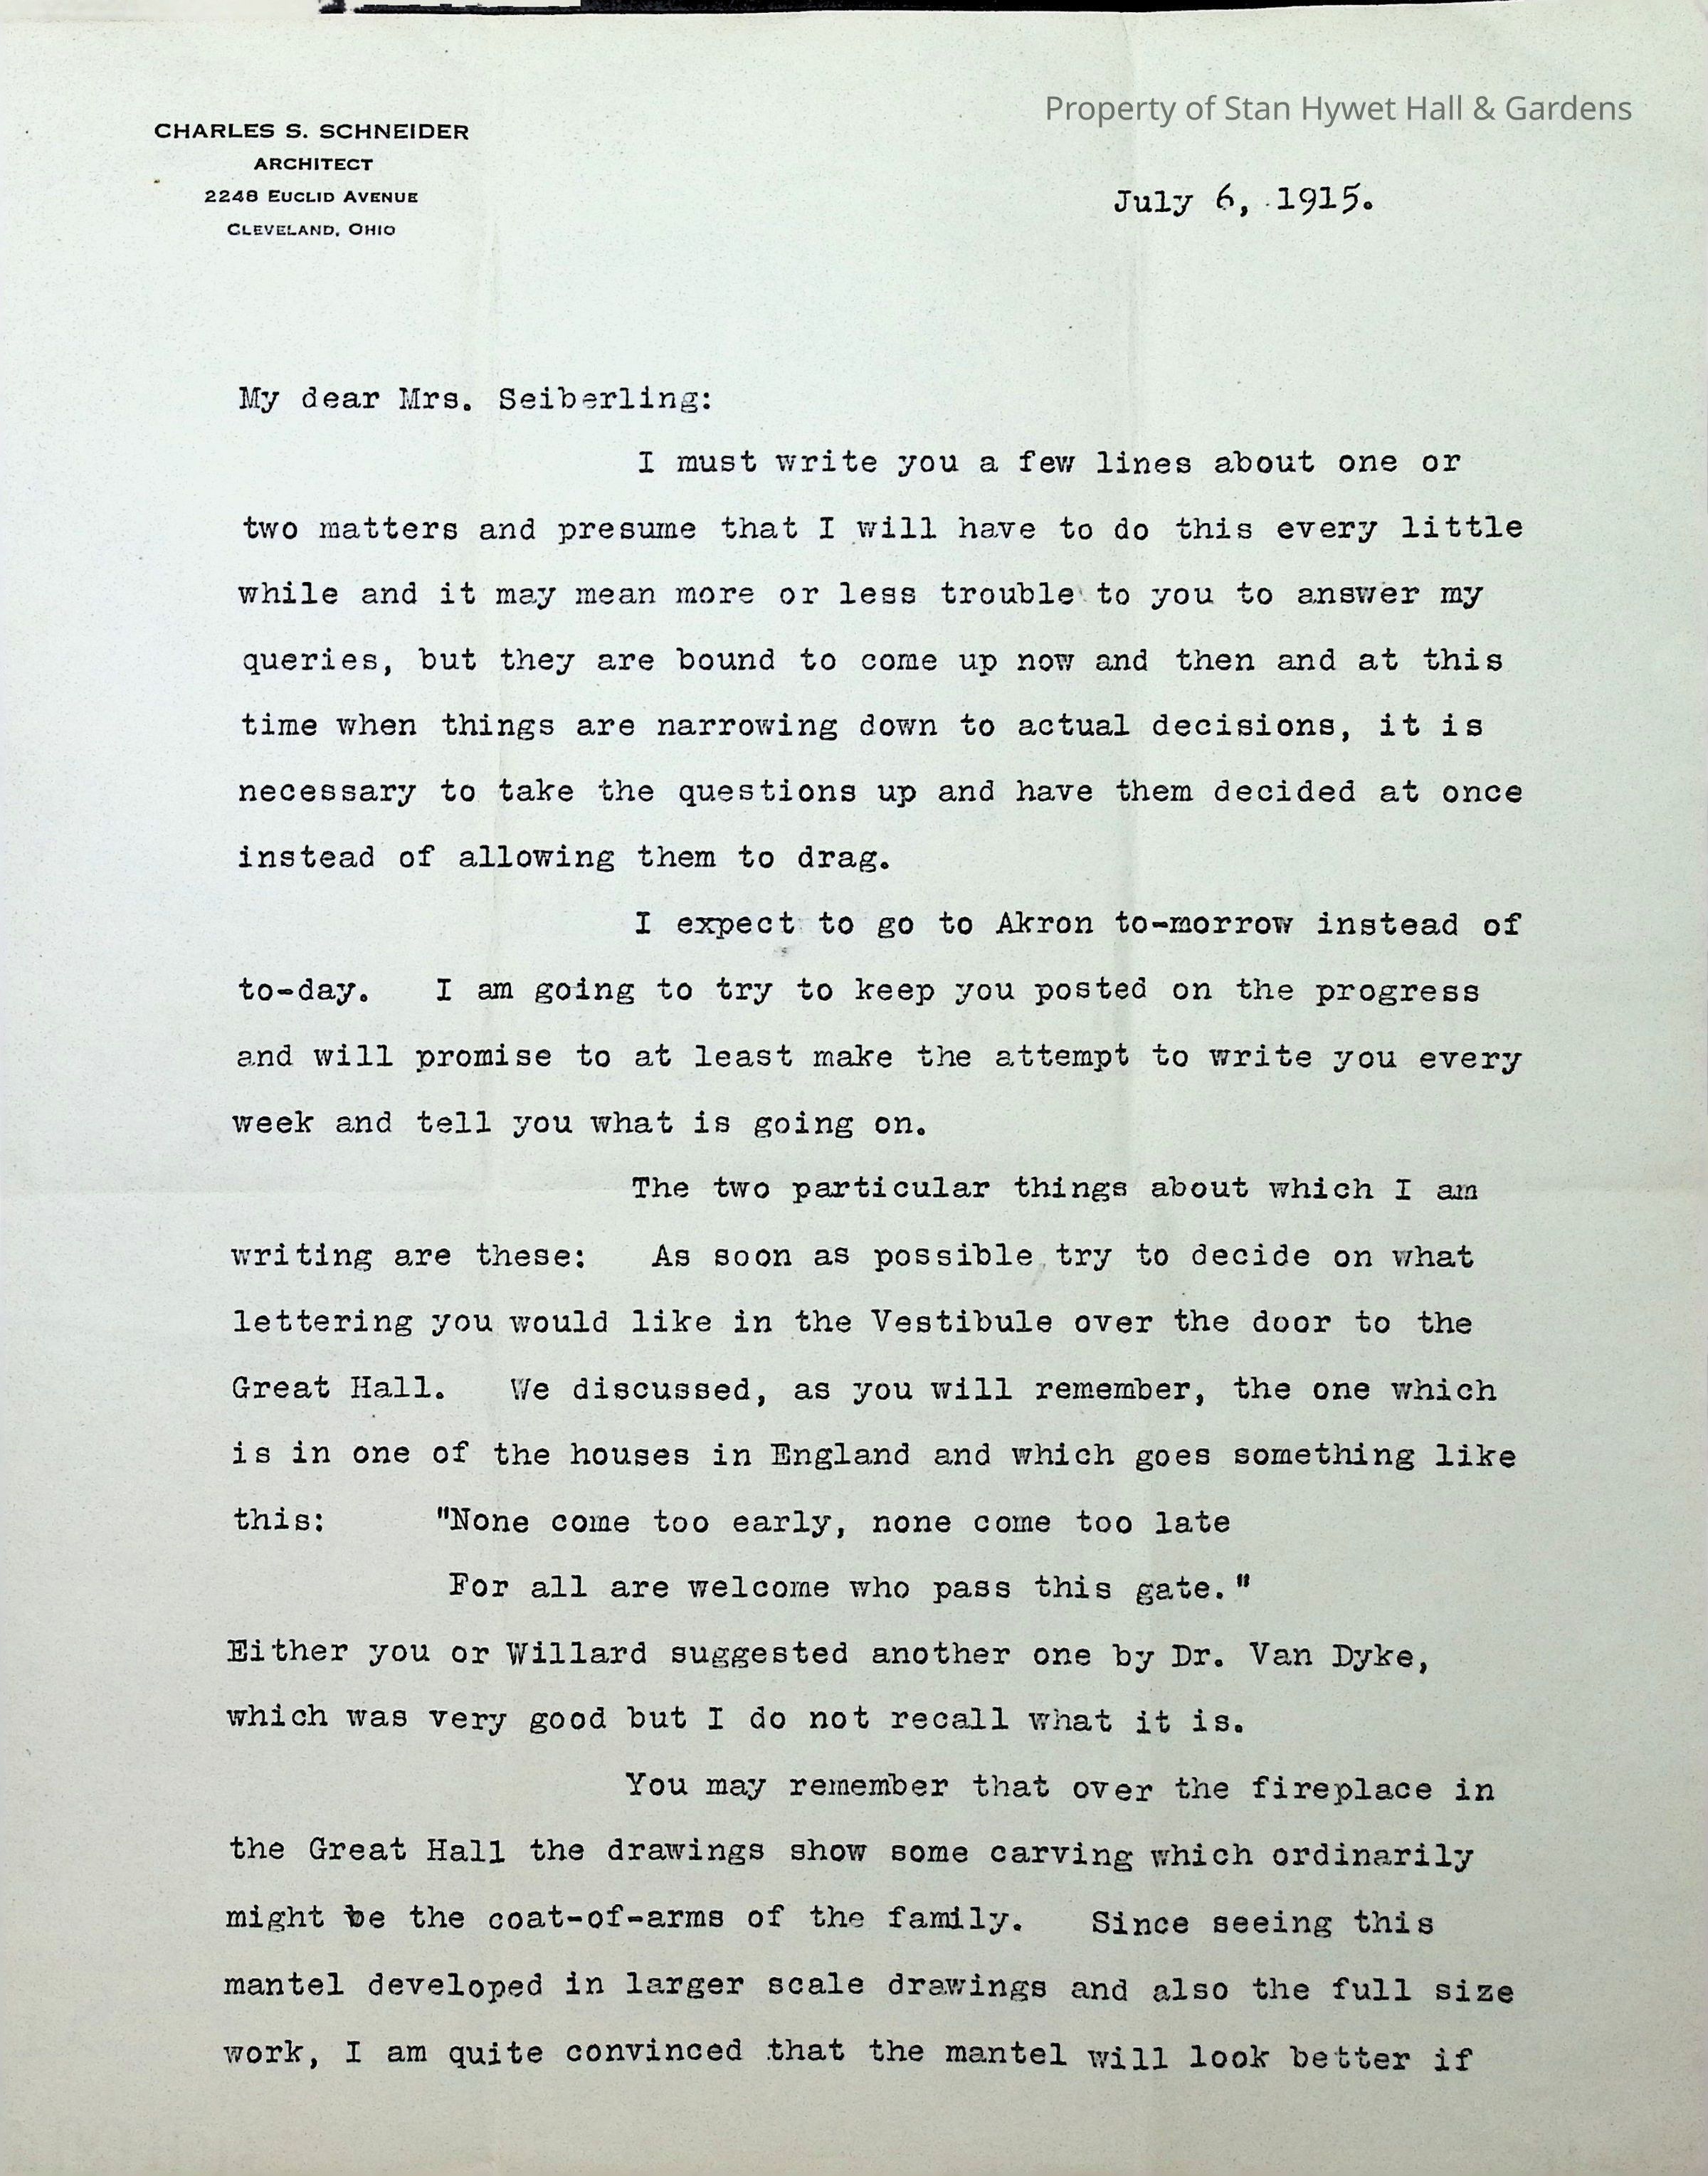 Property of Stan Hywet Hall & Gardens
CHARLES S. SCHNEIDER
ARCHITECT
2248 EUCLID AVENUE
CLEVELAND, OHIO
July 6, 1915.
My dear Mrs. Seiberling:
I must write you a few lines about one or
two matters and presume that I will have to do this every little
while and it may mean more or less trouble to you to answer my
queries, but they are bound to come up now and then and at this
time when things are narrowing down to actual decisions, it is
necessary to take the questions up and have them decided at once
instead of allowing them to drag.
I expect to go to Akron to-morrow instead of
to-day. I am going to try to keep you posted on the progress
and will promise to at least make the attempt to write you every
week and tell you what is going on.
The two particular things about which I am
writing are these: As soon as possible try to decide on what
lettering you would like in the Vestibule over the door to the
Great Hall. We discussed, as you will remember, the one which
is in one of the houses in England and which goes something like
this: "None come too early, none come too late
For all are welcome who pass this gate."
Either you or Willard suggested another one by Dr. Van Dyke,
which was very good but I do not recall what it is.
You may remember that over the fireplace in
the Great Hall the drawings show some carving which ordinarily
might be the coat-of-arms of the family. Since seeing this
mantel developed in larger scale drawings and also the full size
work, I am quite convinced that the mantel will look better if